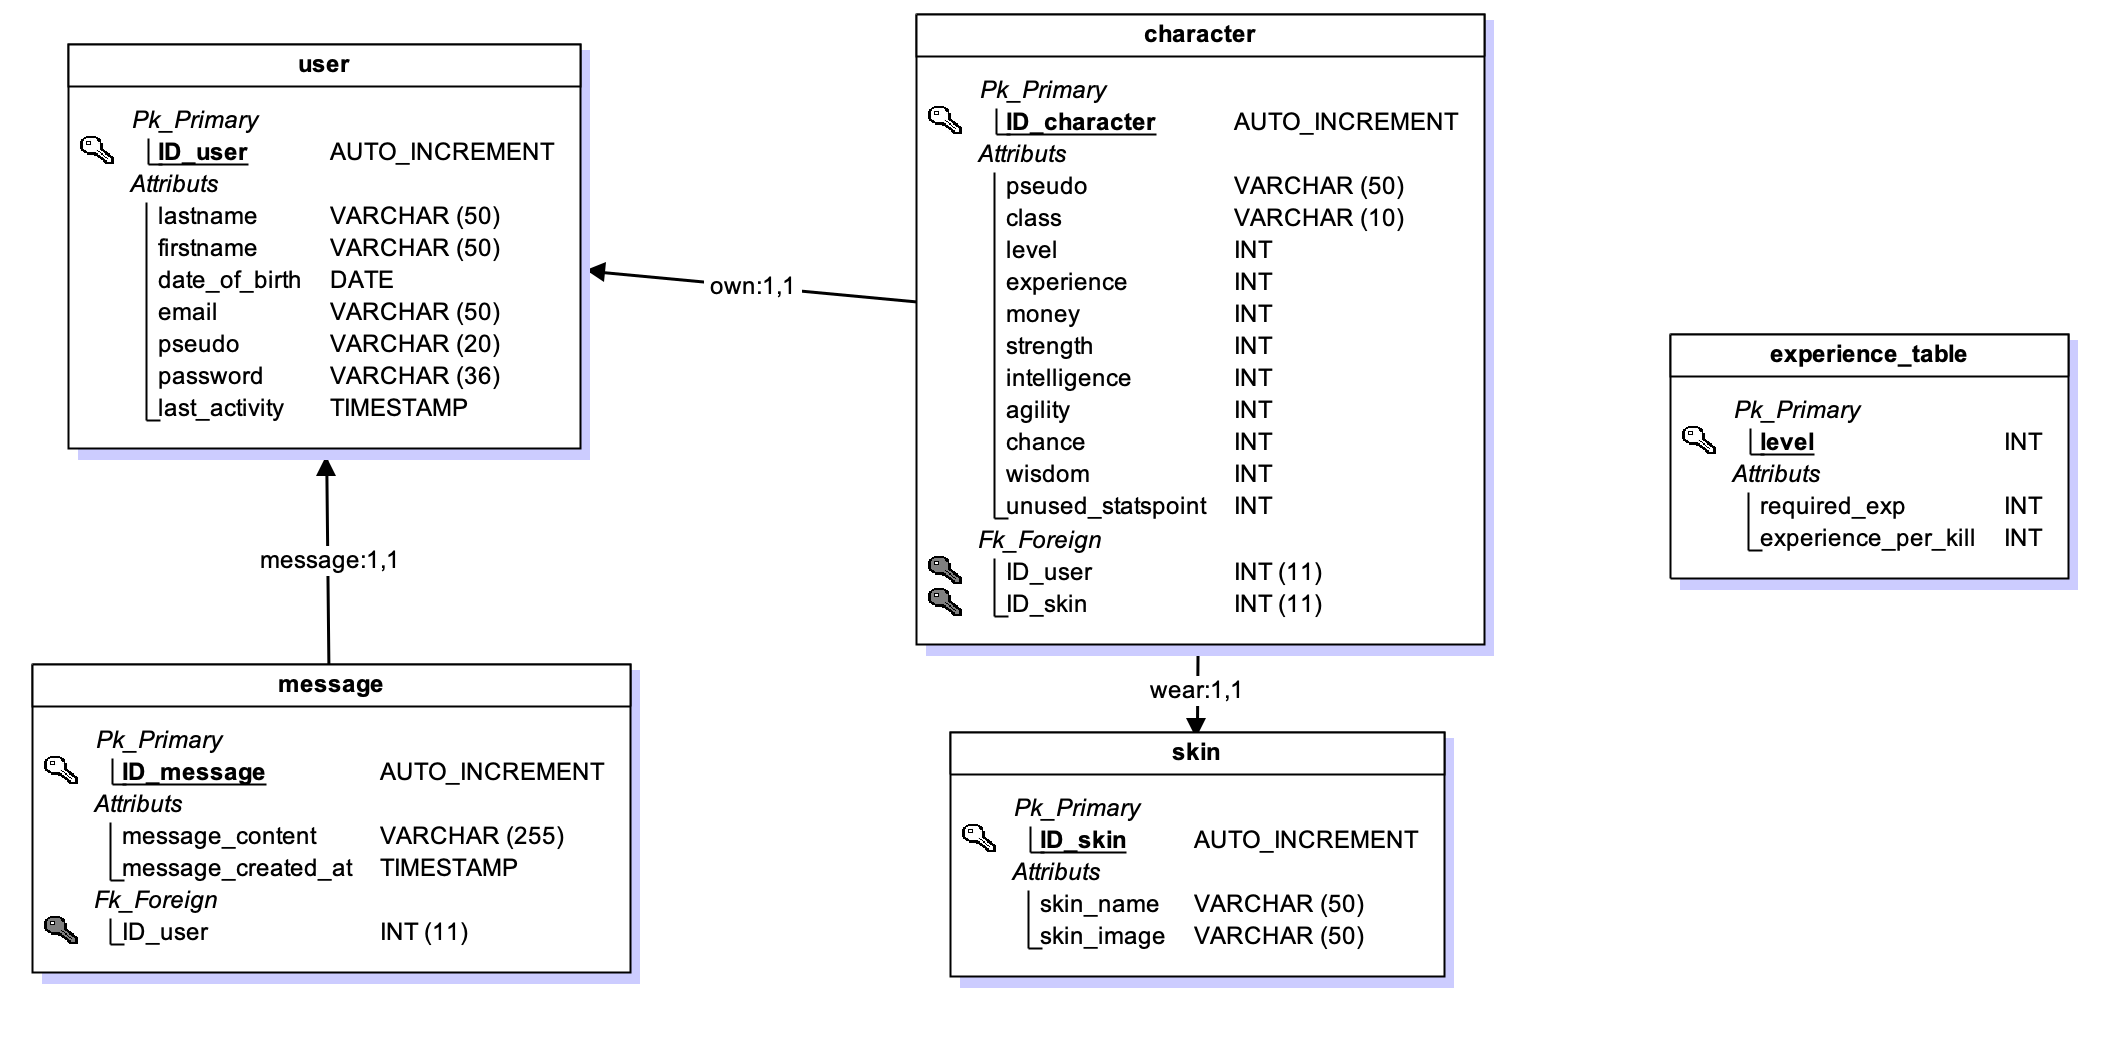 user
Pk_Primary
ID_user AUTO_INCREMENT
Attributs
lastname VARCHAR (50)
firstname VARCHAR (50)
date_of_birth DATE
email VARCHAR (50)
pseudo VARCHAR (20)
password VARCHAR (36)
last_activity TIMESTAMP
own:1,1
character
Pk_Primary
ID_character AUTO_INCREMENT
Attributs
pseudo VARCHAR (50)
class VARCHAR (10)
level INT
experience INT
money INT
strength INT
intelligence INT
agility INT
chance INT
wisdom INT
unused_statspoint INT
Fk_Foreign
ID_user INT (11)
ID_skin INT (11)
experience_table
Pk_Primary
level INT
Attributs
required_exp INT
experience_per_kill INT
message:1,1
message
Pk_Primary
ID_message AUTO_INCREMENT
Attributs
message_content VARCHAR (255)
message_created_at TIMESTAMP
Fk_Foreign
ID_user INT (11)
wear:1,1
skin
Pk_Primary
ID_skin AUTO_INCREMENT
Attributs
skin_name VARCHAR (50)
skin_image VARCHAR (50)